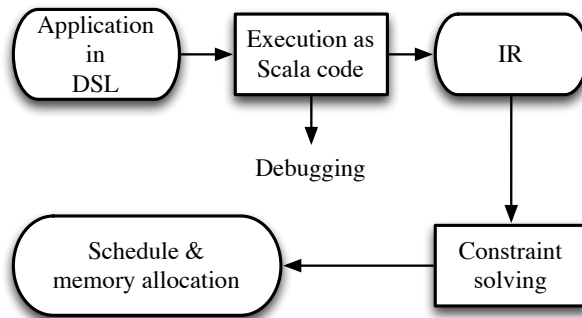 Application
in
DSL
Execution as
Scala code
IR
Debugging
Schedule &
memory allocation
Constraint
solving